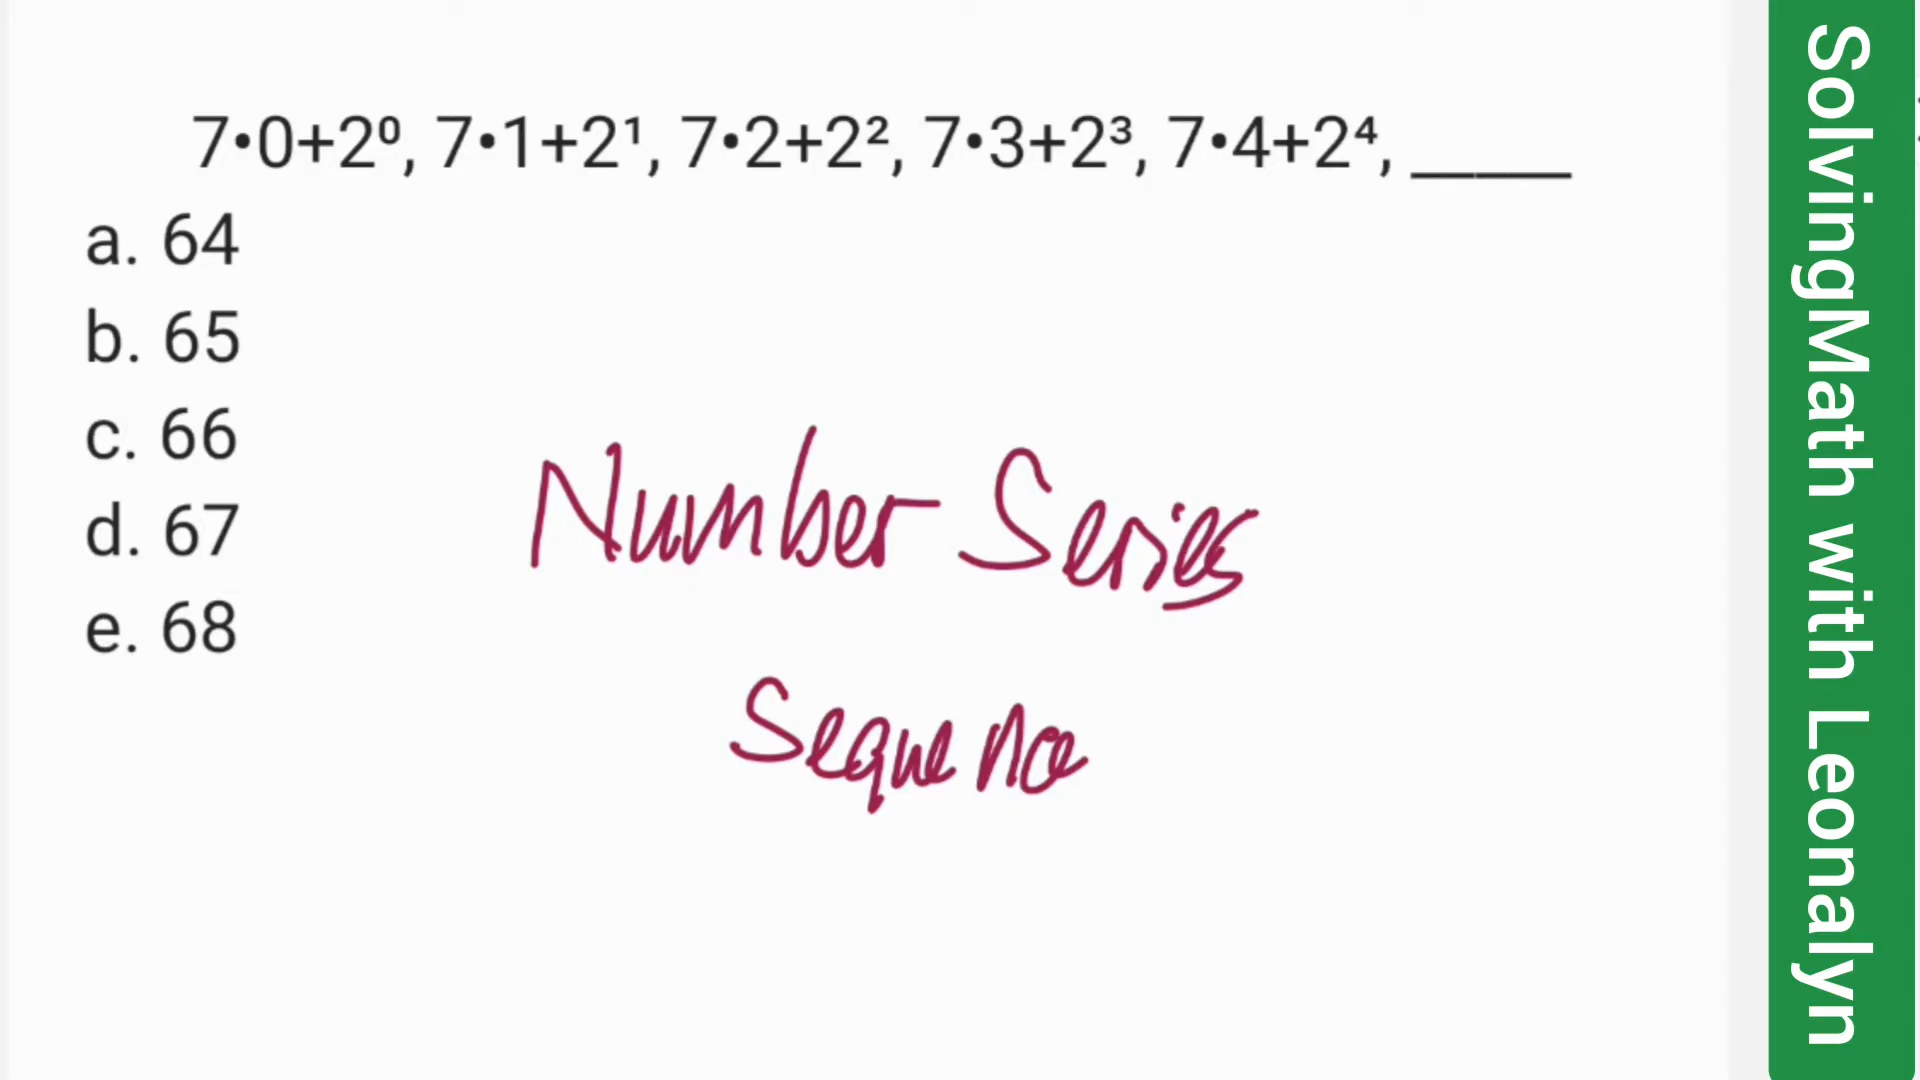 7•0+2⁰, 7•1+2¹, 7•2+2², 7•3+2³, 7•4+2⁴, _____
a. 64
b. 65
c. 66
d. 67
e. 68
Number Series
Sequence
SolvingMath with Leonalyn